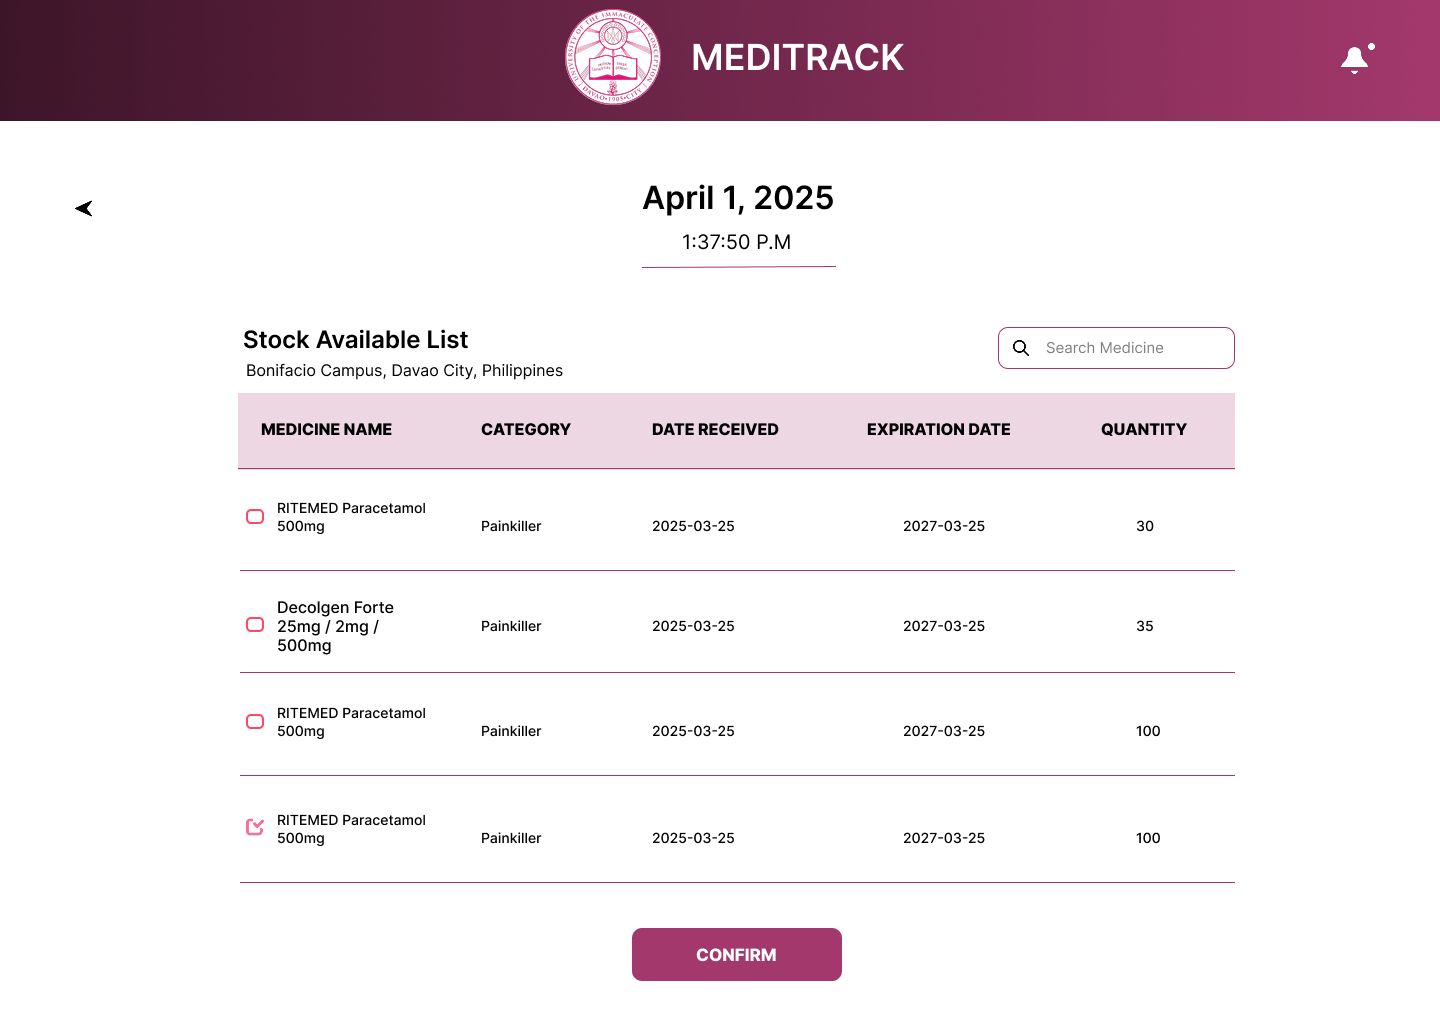 UNIVERSITY OF THE IMMACULATE CONCEPTION
DAVAO • 1905 • CITY
MEDITRACK
April 1, 2025
1:37:50 P.M
Stock Available List
Bonifacio Campus, Davao City, Philippines
Search Medicine
MEDICINE NAME CATEGORY DATE RECEIVED EXPIRATION DATE QUANTITY
RITEMED Paracetamol
500mg Painkiller 2025-03-25 2027-03-25 30
Decolgen Forte
25mg / 2mg / Painkiller 2025-03-25 2027-03-25 35
500mg
RITEMED Paracetamol
500mg Painkiller 2025-03-25 2027-03-25 100
RITEMED Paracetamol
500mg Painkiller 2025-03-25 2027-03-25 100
CONFIRM